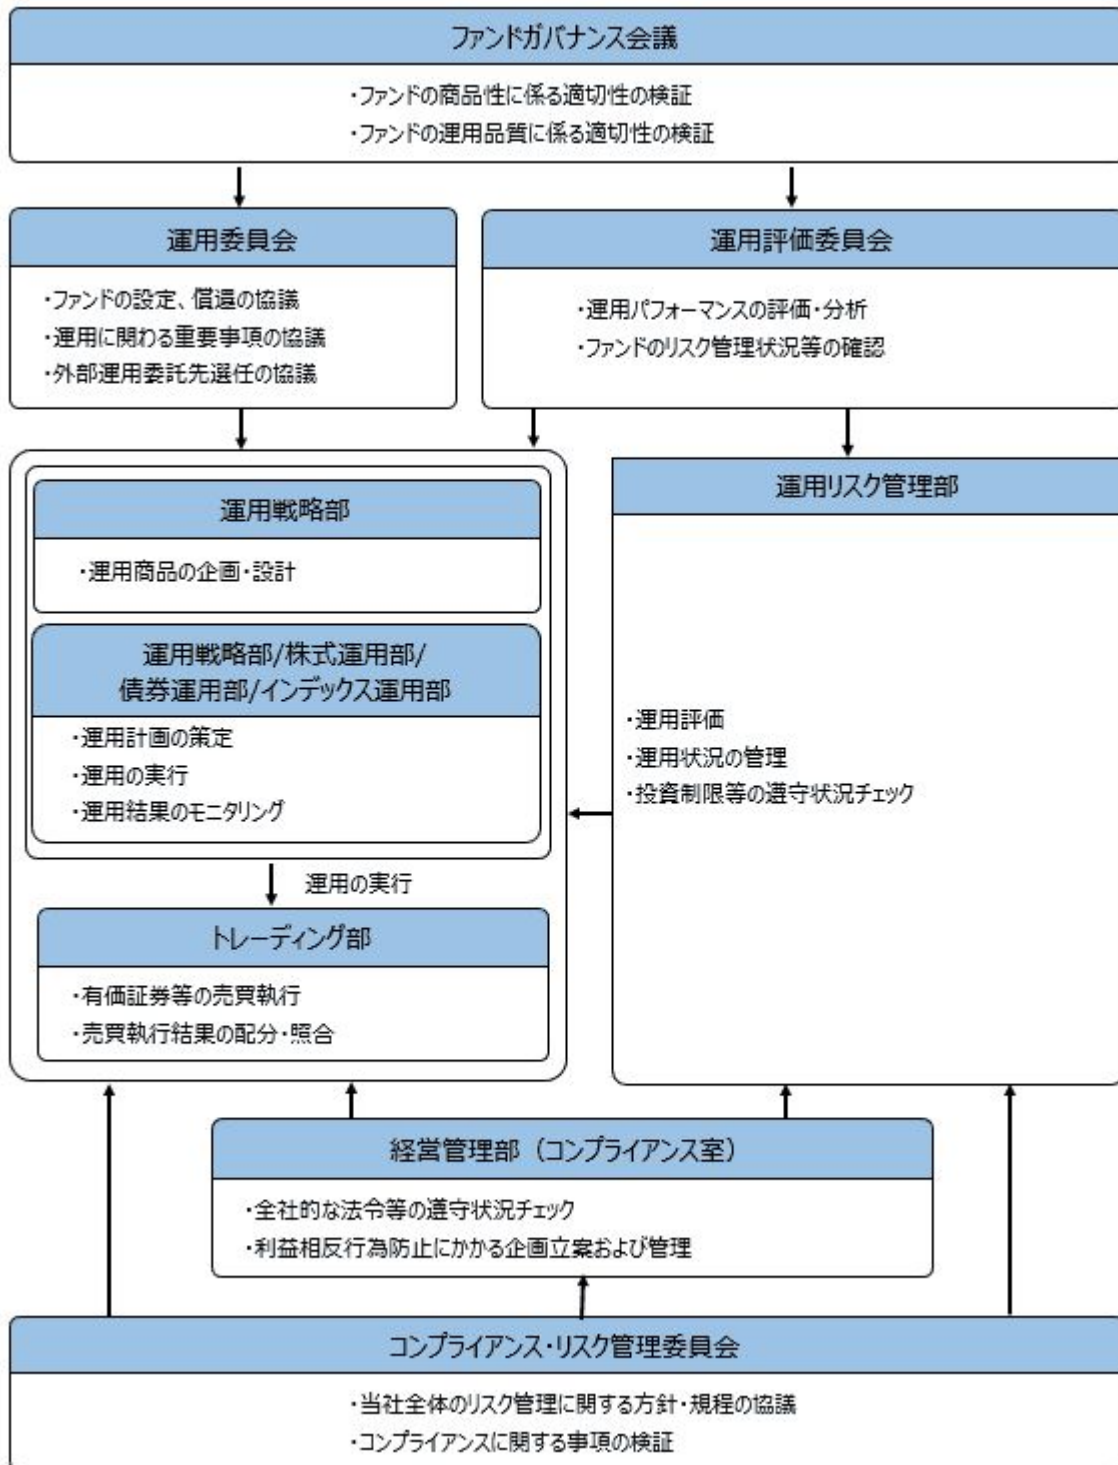 ファンドガバナンス会議
・ファンドの商品性に係る適切性の検証
・ファンドの運用品質に係る適切性の検証
運用委員会
・ファンドの設定、償還の協議
・運用に関わる重要事項の協議
・外部運用委託先選任の協議
運用評価委員会
・運用パフォーマンスの評価・分析
・ファンドのリスク管理状況等の確認
運用戦略部
・運用商品の企画・設計
運用戦略部/株式運用部/
債券運用部/インデックス運用部
・運用計画の策定
・運用の実行
・運用結果のモニタリング
運用の実行
トレーディング部
・有価証券等の売買執行
・売買執行結果の配分・照合
運用リスク管理部
・運用評価
・運用状況の管理
・投資制限等の遵守状況チェック
経営管理部（コンプライアンス室）
・全社的な法令等の遵守状況チェック
・利益相反行為防止にかかる企画立案および管理
コンプライアンス・リスク管理委員会
・当社全体のリスク管理に関する方針・規程の協議
・コンプライアンスに関する事項の検証